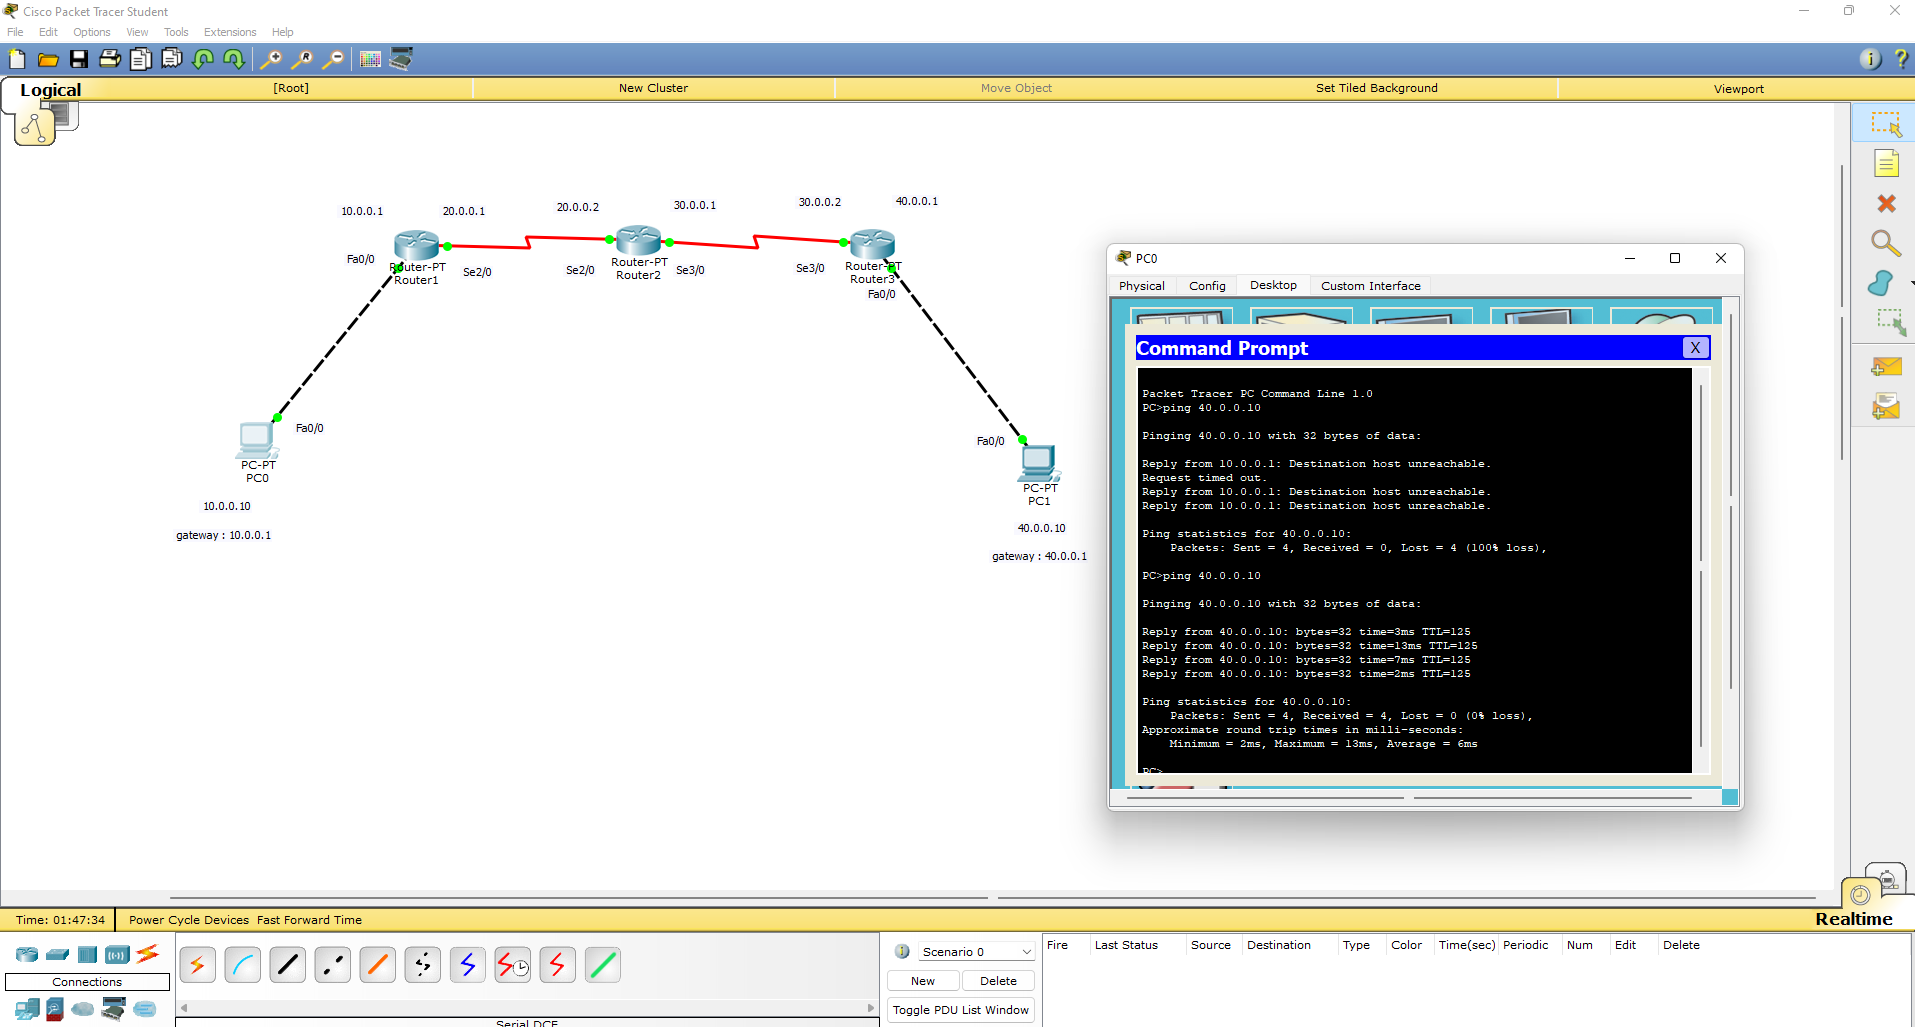 Cisco Packet Tracer Student
File Edit Options View Tools Extensions Help
Logical [Root] New Cluster Move Object Set Tiled Background Viewport
10.0.0.1 20.0.0.1 20.0.0.2 30.0.0.1 30.0.0.2 40.0.0.1
Fa0/0 Router-PT Se2/0 Se2/0 Router-PT Se3/0 Se3/0 Router-PT
Router1 Router2 Router3
Fa0/0
Fa0/0
PC-PT
PC0
10.0.0.10
gateway : 10.0.0.1
Fa0/0
PC-PT
PC1
40.0.0.10
gateway : 40.0.0.1
PC0
Physical Config Desktop Custom Interface
Command Prompt X
Packet Tracer PC Command Line 1.0
PC>ping 40.0.0.10
Pinging 40.0.0.10 with 32 bytes of data:
Reply from 10.0.0.1: Destination host unreachable.
Request timed out.
Reply from 10.0.0.1: Destination host unreachable.
Reply from 10.0.0.1: Destination host unreachable.
Ping statistics for 40.0.0.10:
Packets: Sent = 4, Received = 0, Lost = 4 (100% loss),
PC>ping 40.0.0.10
Pinging 40.0.0.10 with 32 bytes of data:
Reply from 40.0.0.10: bytes=32 time=3ms TTL=125
Reply from 40.0.0.10: bytes=32 time=13ms TTL=125
Reply from 40.0.0.10: bytes=32 time=7ms TTL=125
Reply from 40.0.0.10: bytes=32 time=2ms TTL=125
Ping statistics for 40.0.0.10:
Packets: Sent = 4, Received = 4, Lost = 0 (0% loss),
Approximate round trip times in milli-seconds:
Minimum = 2ms, Maximum = 13ms, Average = 6ms
PC>
Time: 01:47:34 Power Cycle Devices Fast Forward Time
Realtime
Connections
Serial DCE
Scenario 0
New Delete
Toggle PDU List Window
Fire Last Status Source Destination Type Color Time(sec) Periodic Num Edit Delete